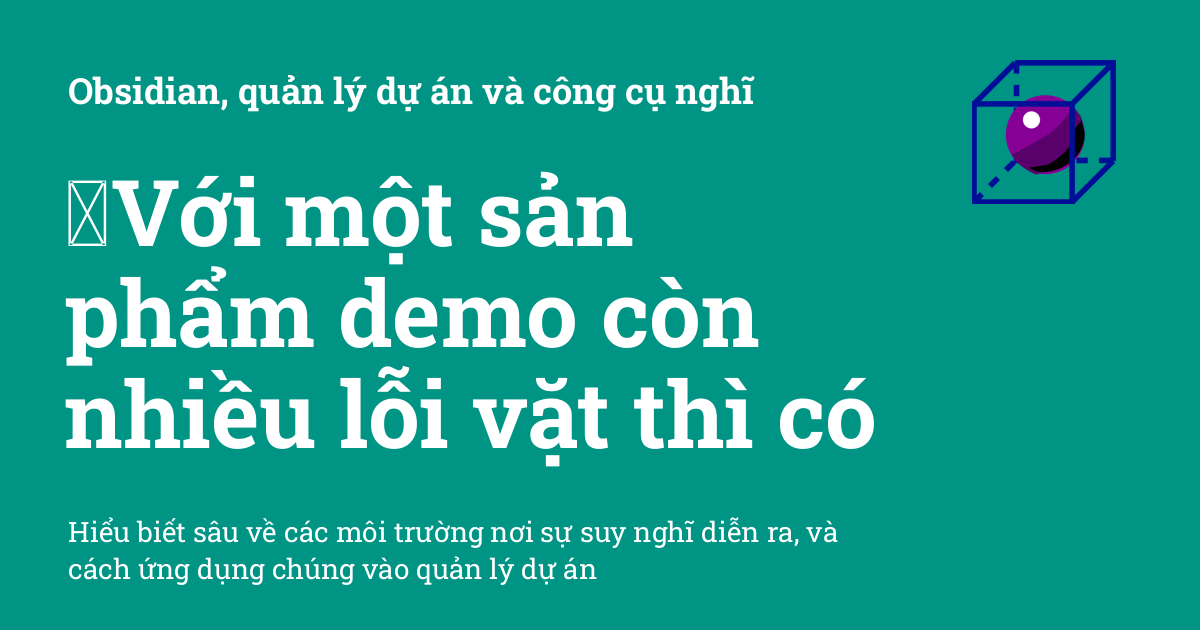 Obsidian, quản lý dự án và công cụ nghĩ
Với một sản
phẩm demo còn
nhiều lỗi vặt thì có
Hiểu biết sâu về các môi trường nơi sự suy nghĩ diễn ra, và
cách ứng dụng chúng vào quản lý dự án